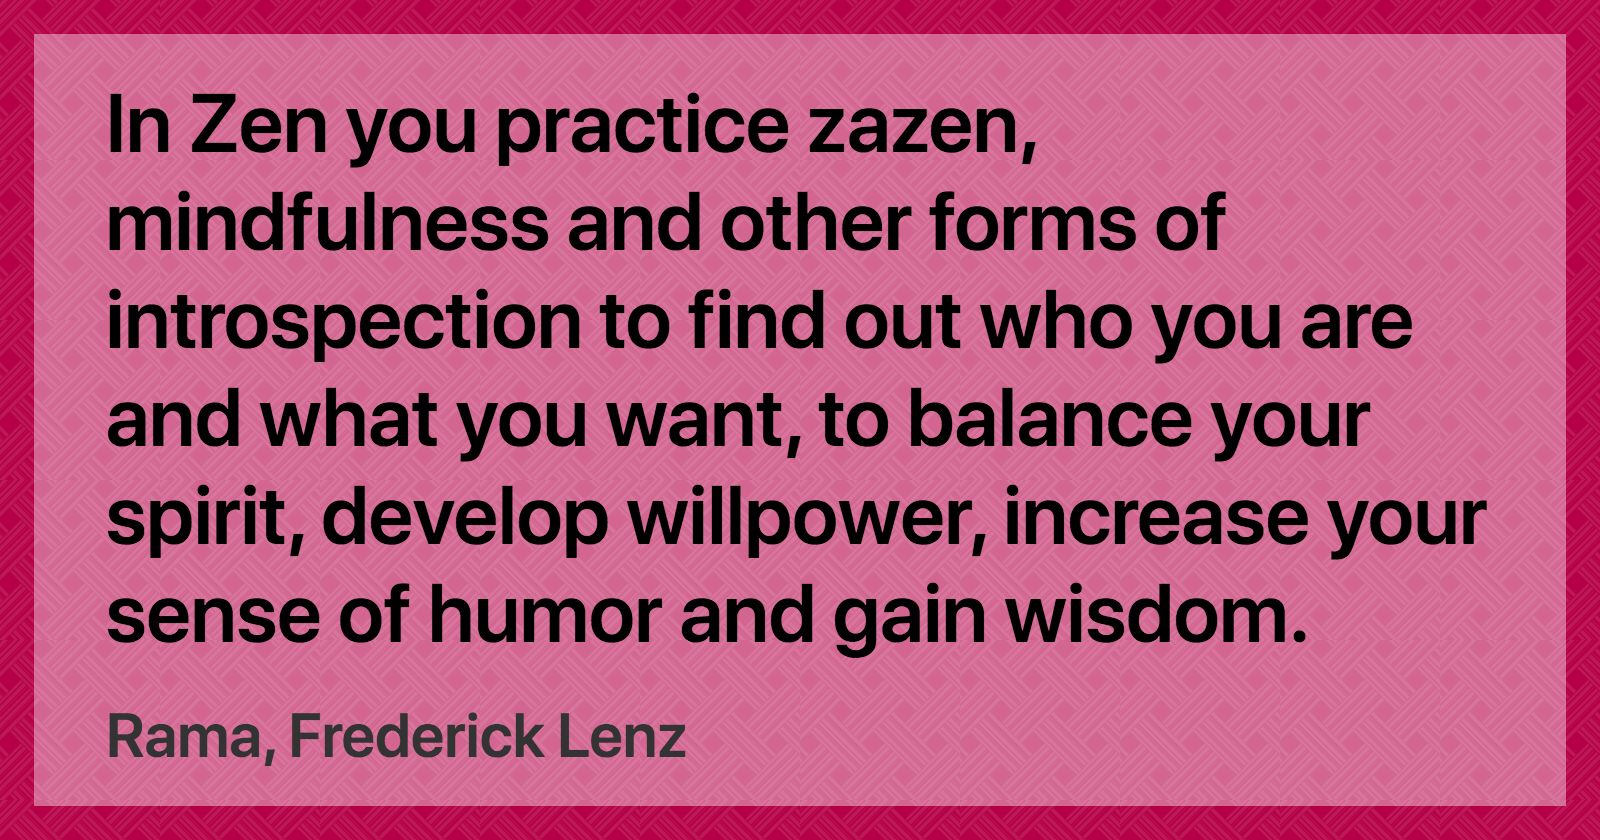 In Zen you practice zazen,
mindfulness and other forms of
introspection to find out who you are
and what you want, to balance your
spirit, develop willpower, increase your
sense of humor and gain wisdom.
Rama, Frederick Lenz